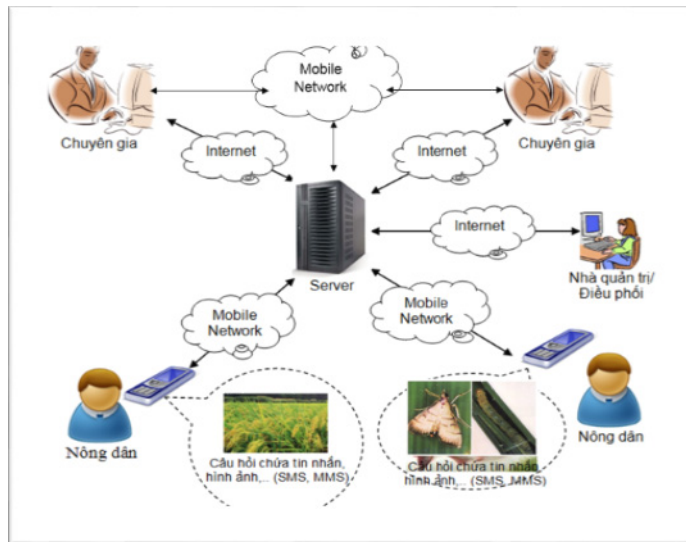 Mobile
Network
Chuyên gia
Internet
Internet
Chuyên gia
Internet
Server
Nhà quản trị/
Điều phối
Mobile
Network
Mobile
Network
Nông dân
Câu hỏi chứa tin nhắn,
hình ảnh,... (SMS, MMS)
Câu hỏi chứa tin nhắn,
hình ảnh,.. (SMS, MMS)
Nông dân